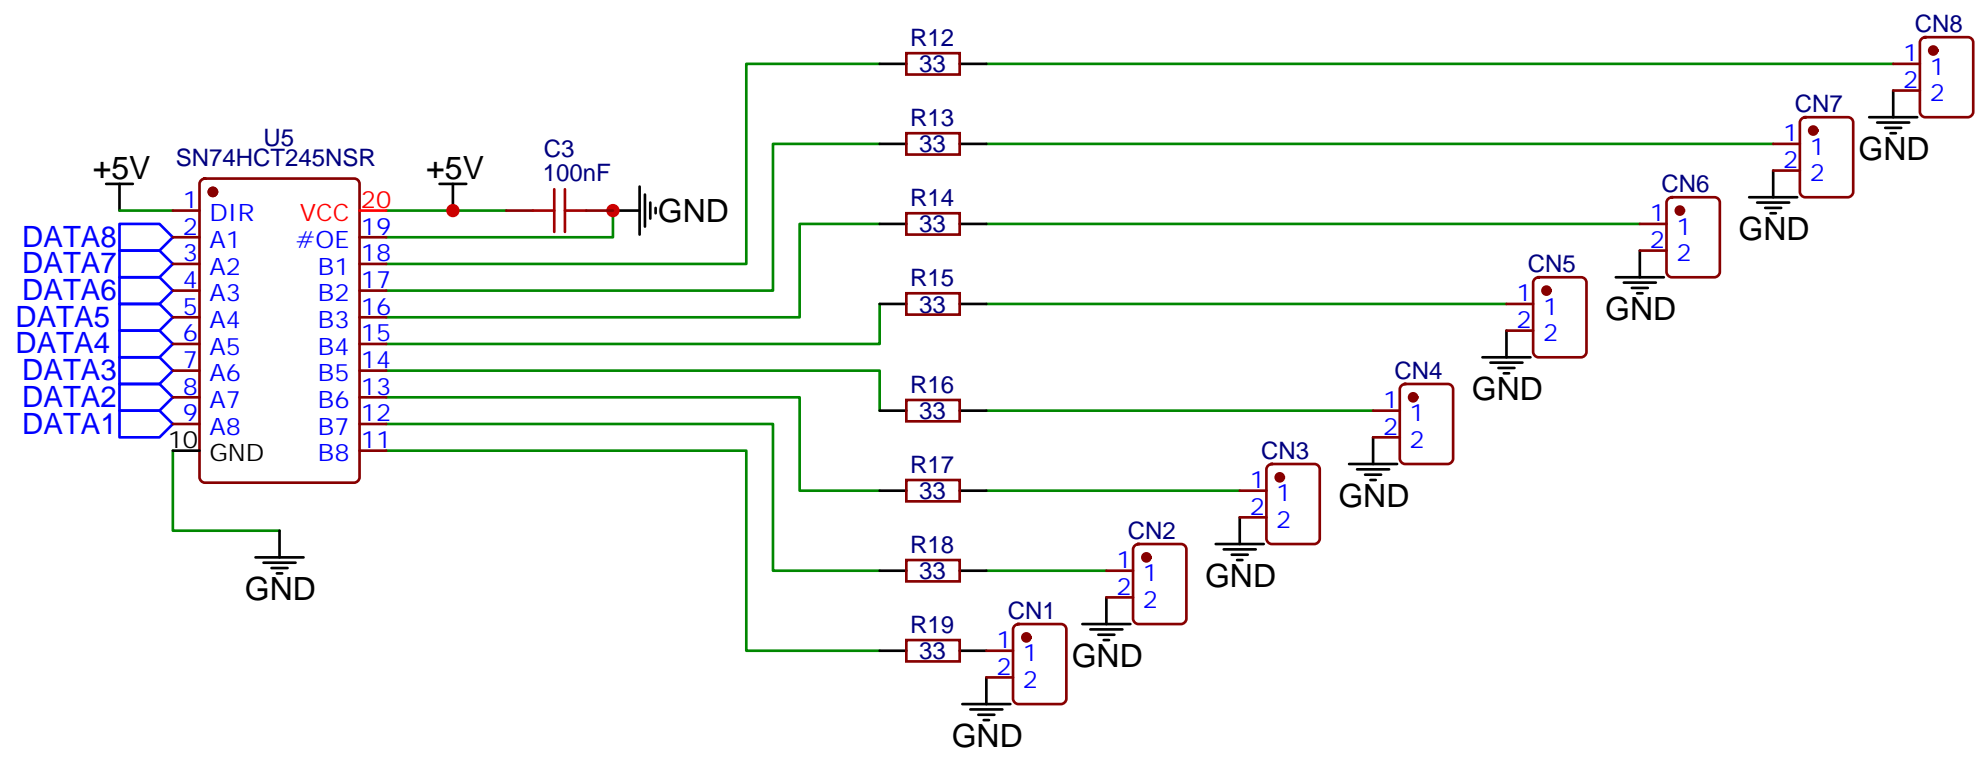 U5
SN74HCT245NSR
+5V
1
DIR
DATA8
2
A1
DATA7
3
A2
DATA6
4
A3
DATA5
5
A4
DATA4
6
A5
DATA3
7
A6
DATA2
8
A7
DATA1
9
A8
10
GND
GND
VCC
20
#OE
19
B1
18
B2
17
B3
16
B4
15
B5
14
B6
13
B7
12
B8
11
+5V
C3
100nF
GND
R12
33
R13
33
R14
33
R15
33
R16
33
R17
33
R18
33
R19
33
CN8
1
1
2
2
GND
CN7
1
1
2
2
GND
CN6
1
1
2
2
GND
CN5
1
1
2
2
GND
CN4
1
1
2
2
GND
CN3
1
1
2
2
GND
CN2
1
1
2
2
GND
CN1
1
1
2
2
GND